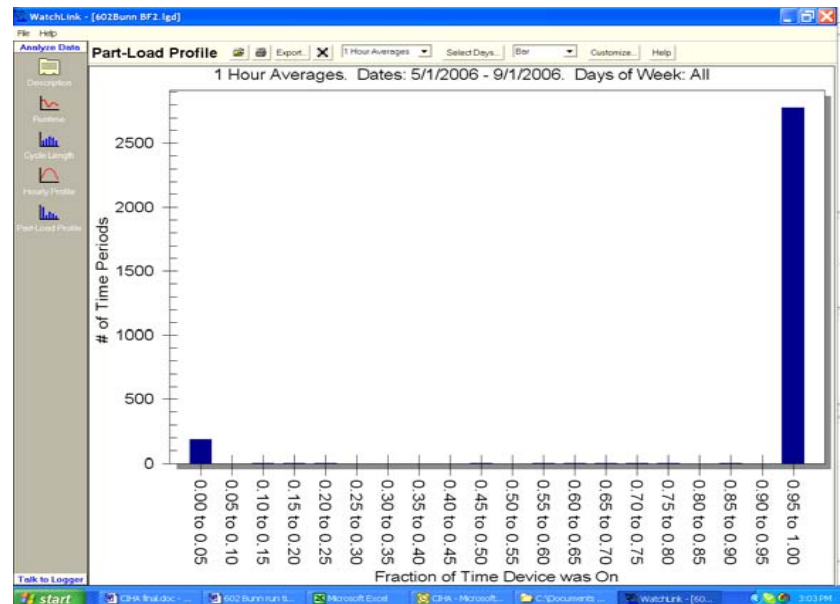 WatchLink - [602Bunn BF2.lgd]
File Help
Analyze Data
Part-Load Profile Export.. 1 Hour Averages Select Days... Bar Customize... Help
Description
Runtime
Cycle Length
Hourly Profile
Part-Load Profile
1 Hour Averages. Dates: 5/1/2006 - 9/1/2006. Days of Week: All
# of Time Periods
2500
2000
1500
1000
500
0
0.00 to 0.05
0.05 to 0.10
0.10 to 0.15
0.15 to 0.20
0.20 to 0.25
0.25 to 0.30
0.30 to 0.35
0.35 to 0.40
0.40 to 0.45
0.45 to 0.50
0.50 to 0.55
0.55 to 0.60
0.60 to 0.65
0.65 to 0.70
0.70 to 0.75
0.75 to 0.80
0.80 to 0.85
0.85 to 0.90
0.90 to 0.95
0.95 to 1.00
Fraction of Time Device was On
Talk to Logger
start CIHA final.doc - ... 602 Bunn run ti... Microsoft Excel CIHA - Microsoft... C:\Documents ... WatchLink - [60... 3:03 PM